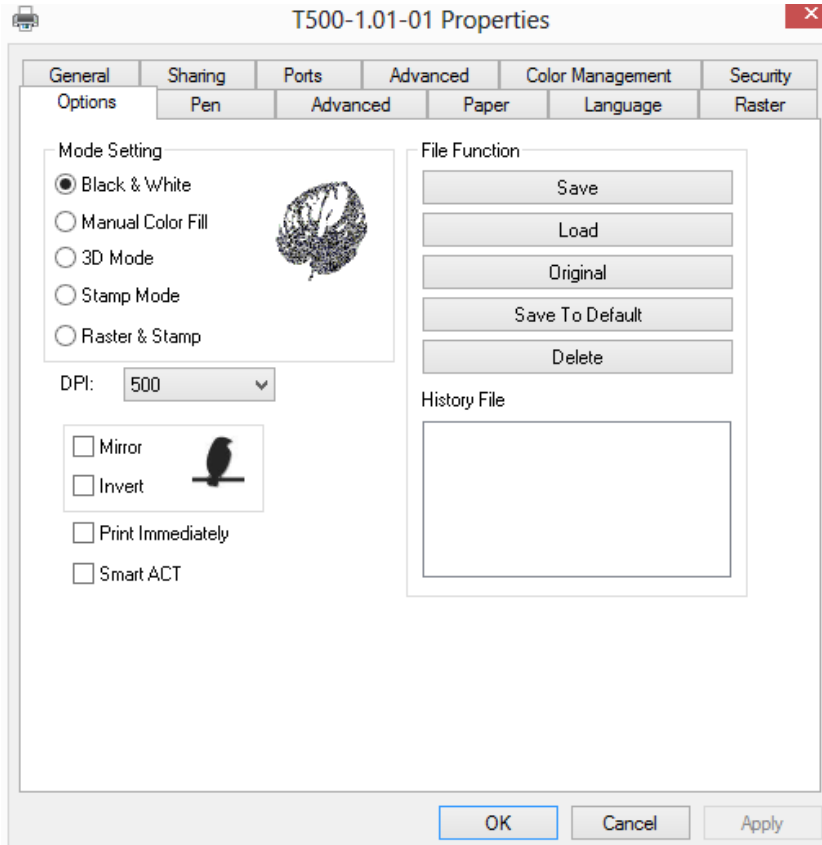 T500-1.01-01 Properties
General Sharing Ports Advanced Color Management Security
Options Pen Advanced Paper Language Raster
Mode Setting
Black & White
Manual Color Fill
3D Mode
Stamp Mode
Raster & Stamp
DPI: 500
Mirror
Invert
Print Immediately
Smart ACT
File Function
Save
Load
Original
Save To Default
Delete
History File
OK Cancel Apply